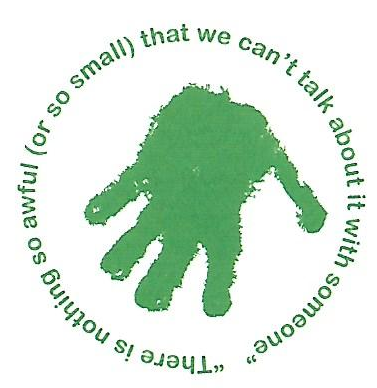 “There is nothing so awful (or so small) that we can’t talk about it with someone”